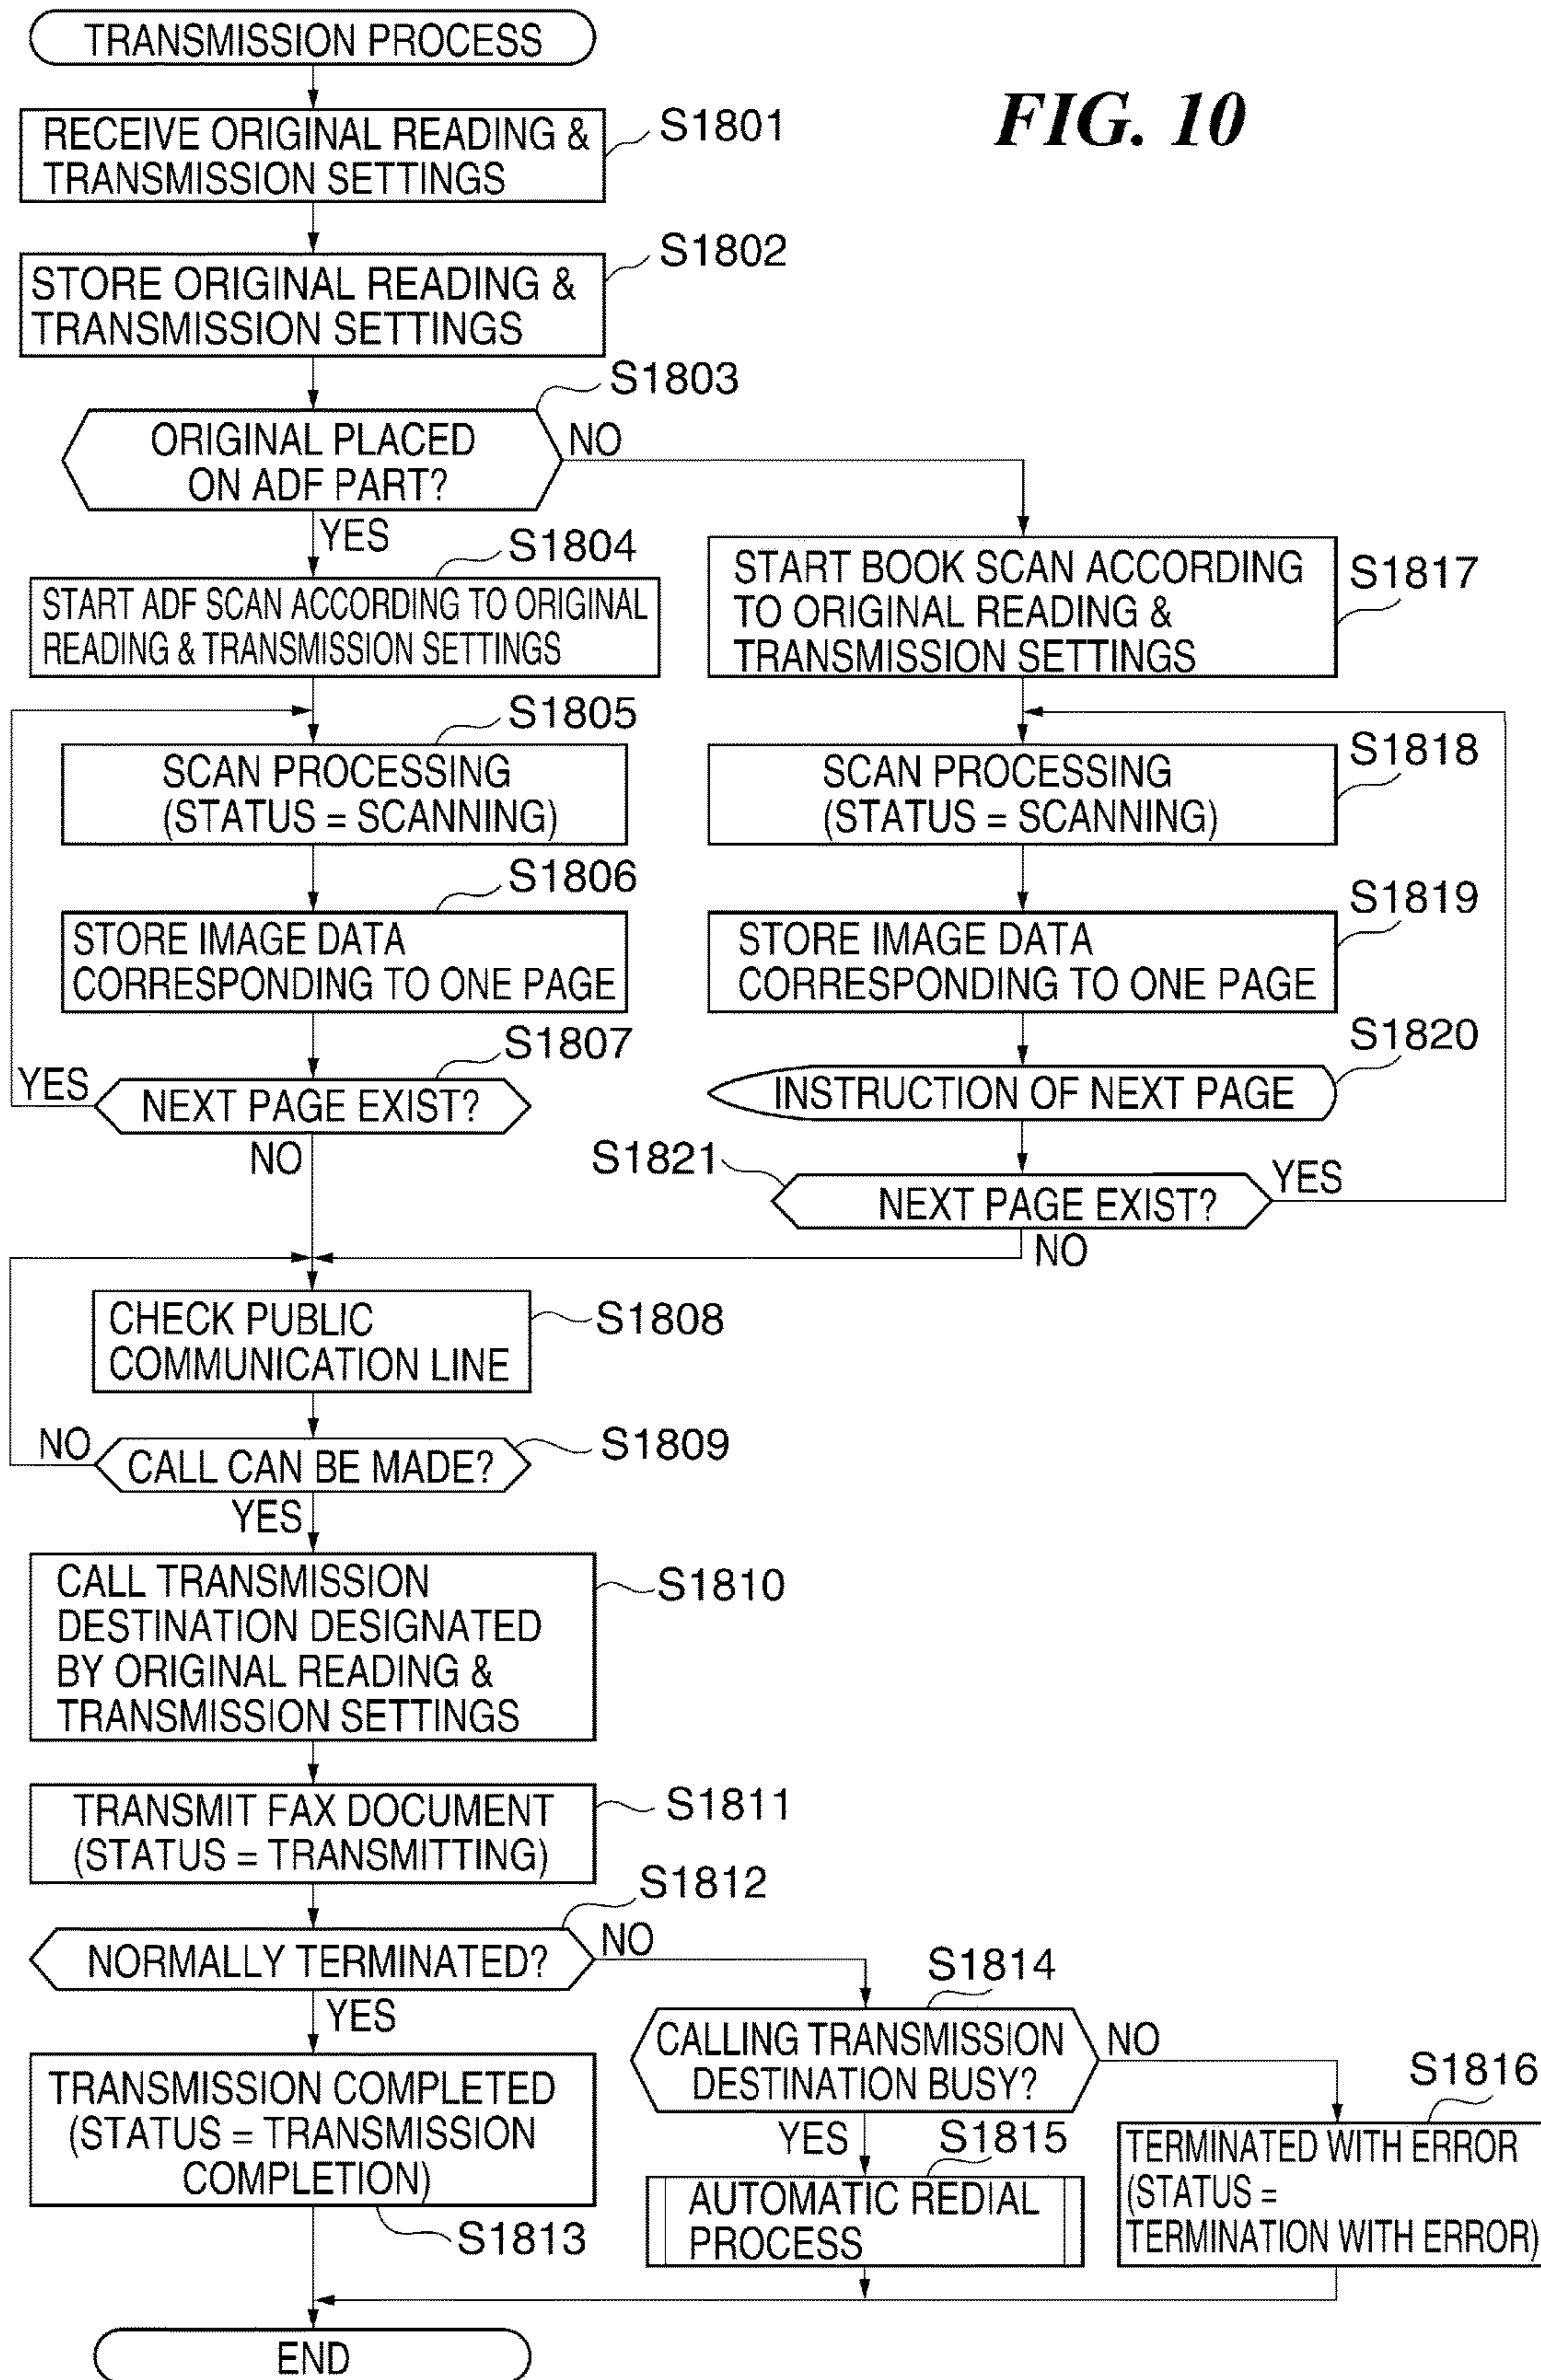 TRANSMISSION PROCESS
FIG. 10
RECEIVE ORIGINAL READING &
TRANSMISSION SETTINGS
S1801
STORE ORIGINAL READING &
TRANSMISSION SETTINGS
S1802
S1803
ORIGINAL PLACED
ON ADF PART?
NO
YES
S1804
START ADF SCAN ACCORDING TO ORIGINAL
READING & TRANSMISSION SETTINGS
START BOOK SCAN ACCORDING
TO ORIGINAL READING &
TRANSMISSION SETTINGS
S1817
S1805
SCAN PROCESSING
(STATUS = SCANNING)
S1818
SCAN PROCESSING
(STATUS = SCANNING)
S1806
STORE IMAGE DATA
CORRESPONDING TO ONE PAGE
S1819
STORE IMAGE DATA
CORRESPONDING TO ONE PAGE
S1807
YES
NEXT PAGE EXIST?
NO
S1820
INSTRUCTION OF NEXT PAGE
S1821
NEXT PAGE EXIST?
YES
NO
CHECK PUBLIC
COMMUNICATION LINE
S1808
NO
CALL CAN BE MADE?
S1809
YES
CALL TRANSMISSION
DESTINATION DESIGNATED
BY ORIGINAL READING &
TRANSMISSION SETTINGS
S1810
TRANSMIT FAX DOCUMENT
(STATUS = TRANSMITTING)
S1811
S1812
NORMALLY TERMINATED?
NO
YES
S1814
CALLING TRANSMISSION
DESTINATION BUSY?
NO
YES
TRANSMISSION COMPLETED
(STATUS = TRANSMISSION
COMPLETION)
S1813
S1815
AUTOMATIC REDIAL
PROCESS
S1816
TERMINATED WITH ERROR
(STATUS =
TERMINATION WITH ERROR)
END